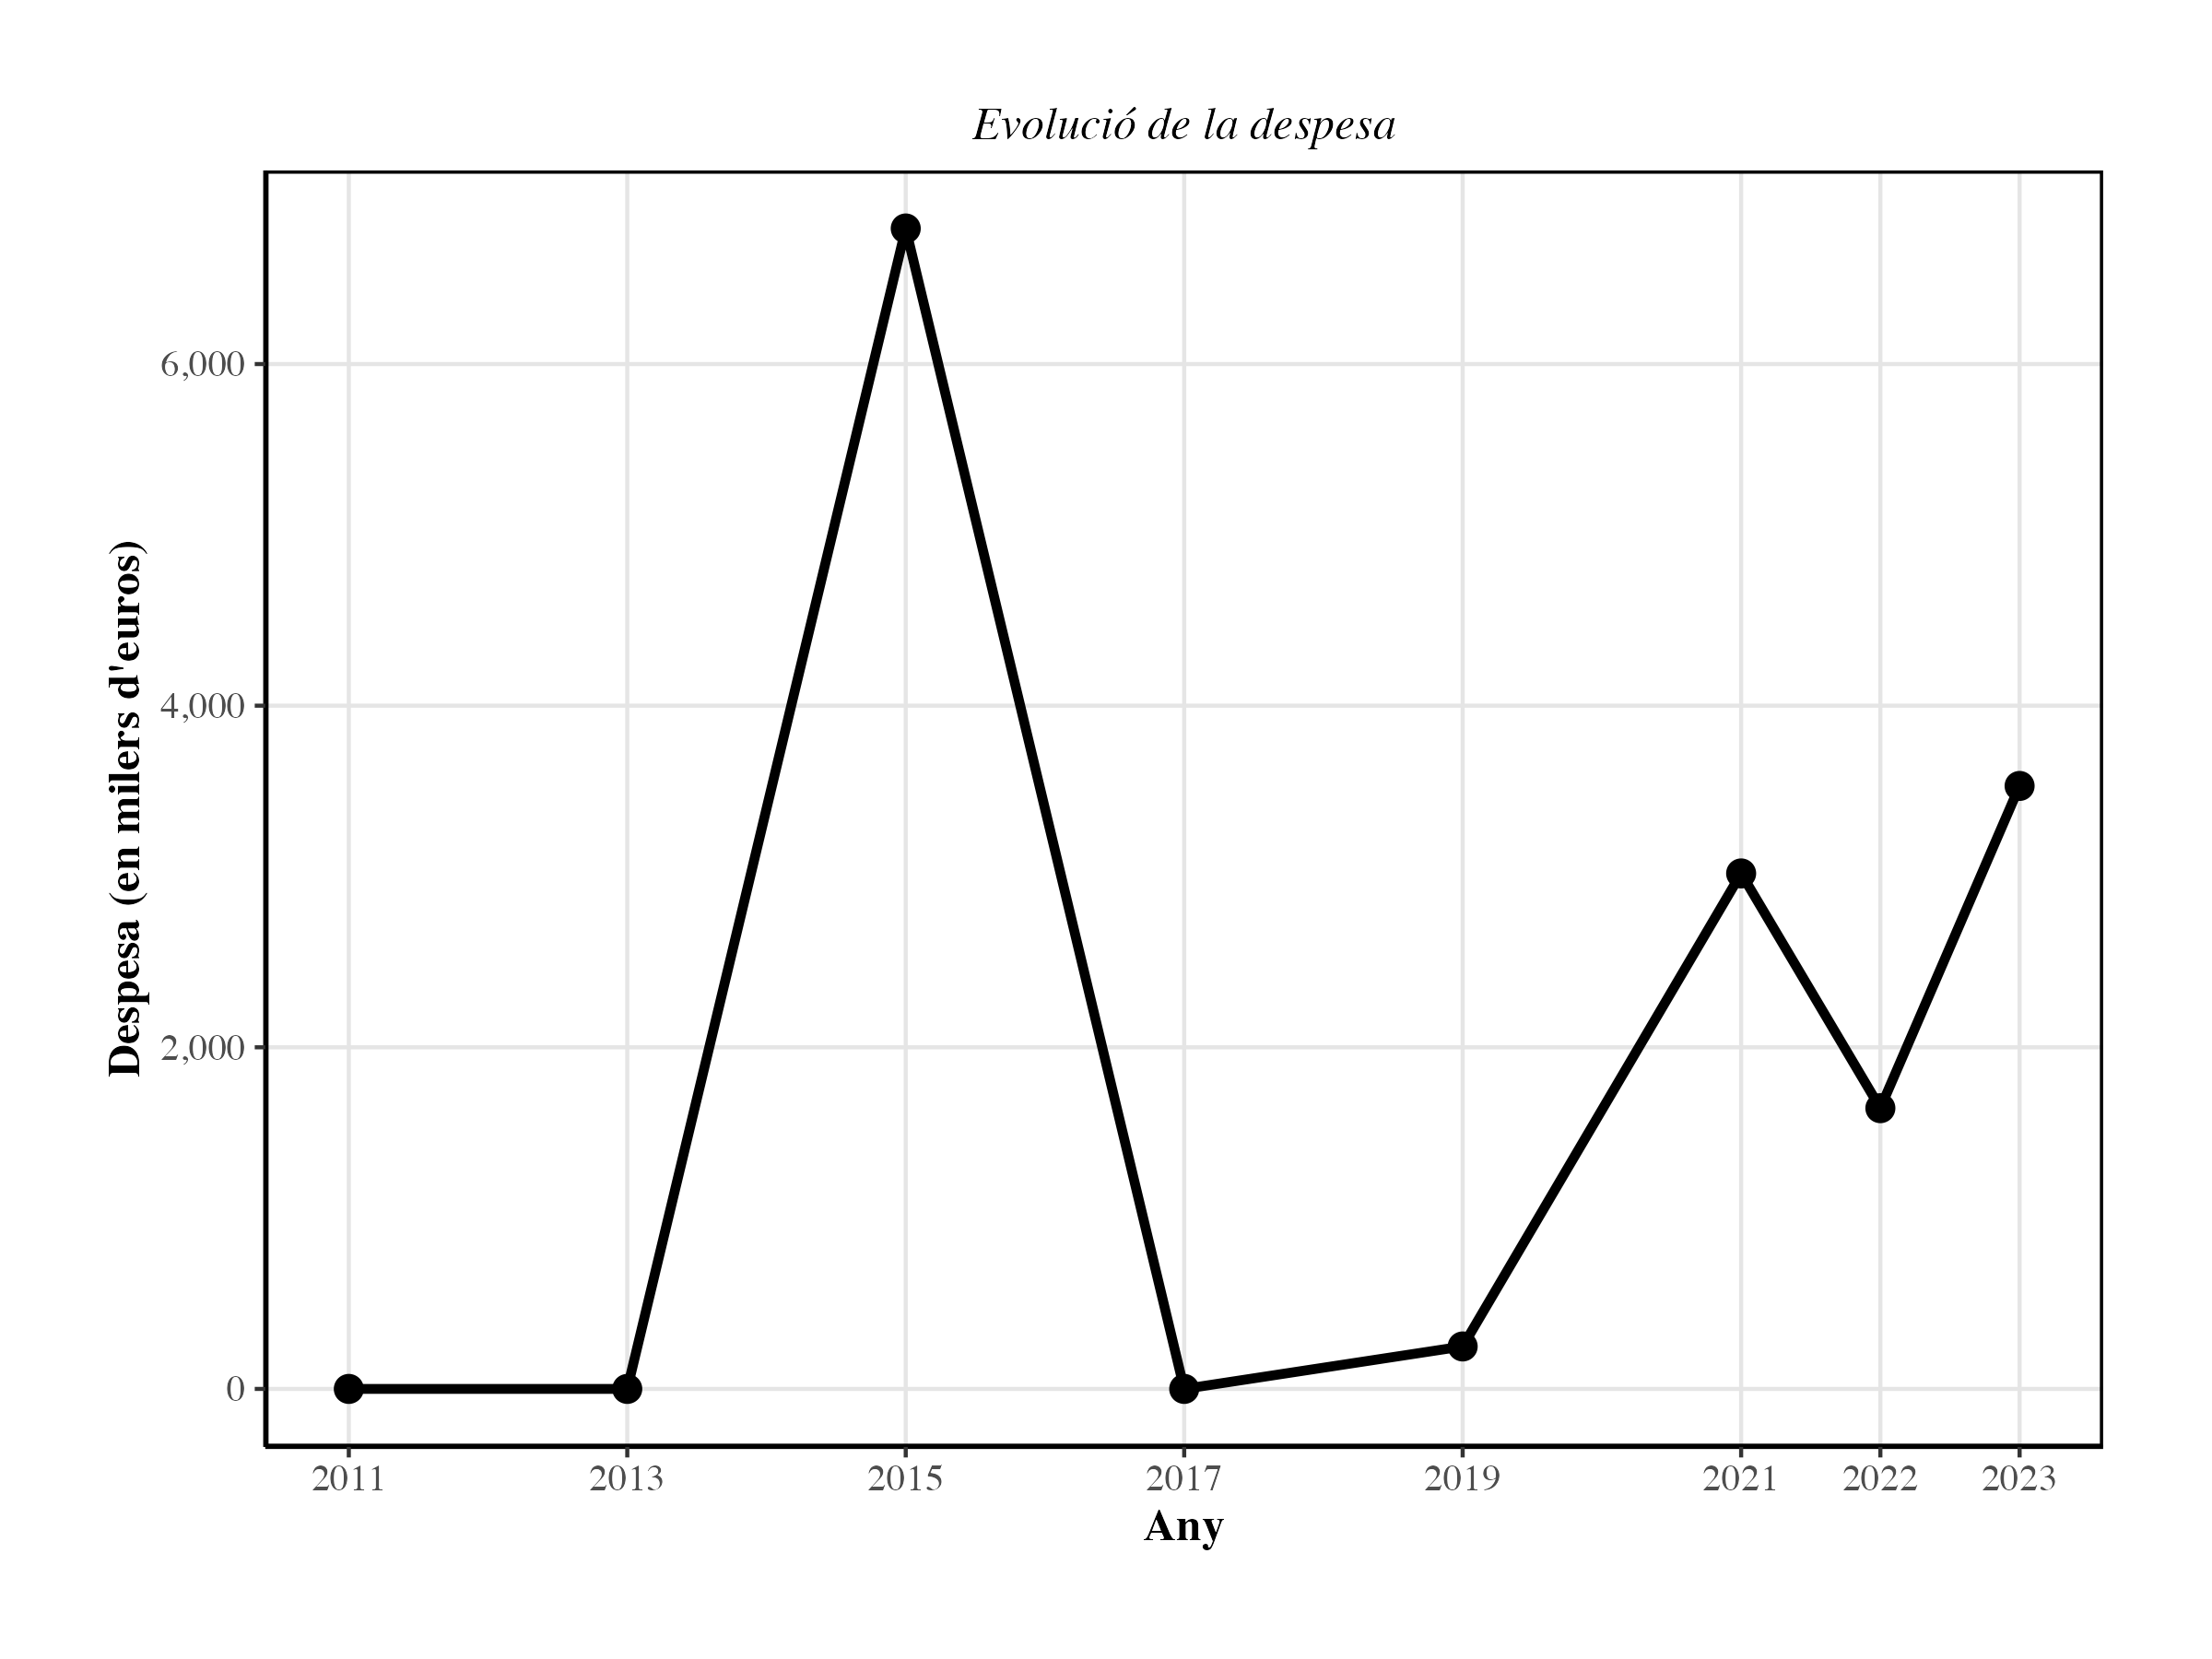 Evolució de la despesa
Despesa (en milers d'euros)
6,000
4,000
2,000
0
2011 2013 2015 2017 2019 2021 2022 2023
Any